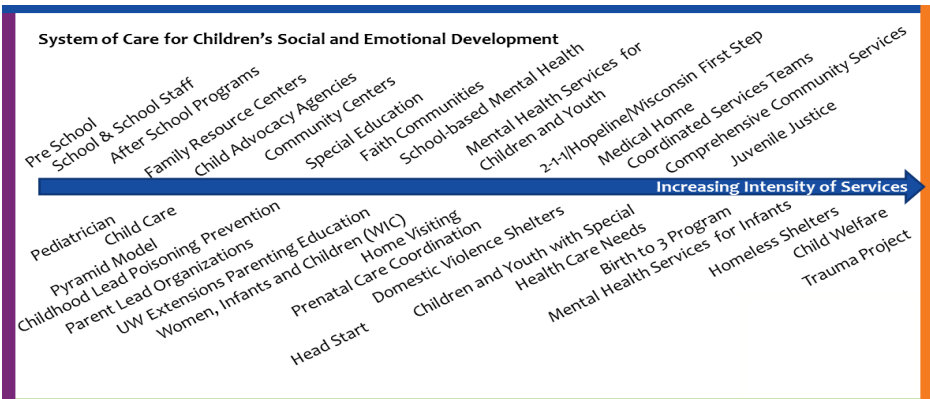 System of Care for Children's Social and Emotional Development
Pre School
School & School Staff
After School Programs
Family Resource Centers
Child Advocacy Agencies
Community Centers
Special Education
Faith Communities
School-based Mental Health
Mental Health Services for
Children and Youth
2-1-1/Hopeline/Wisconsin First Step
Medical Home
Coordinated Services Teams
Comprehensive Community Services
Juvenile Justice
Increasing Intensity of Services
Pediatrician
Child Care
Pyramid Model
Childhood Lead Poisoning Prevention
Parent Lead Organizations
UW Extensions Parenting Education
Women, Infants and Children (WIC)
Home Visiting
Prenatal Care Coordination
Head Start
Domestic Violence Shelters
Children and Youth with Special
Health Care Needs
Birth to 3 Program
Mental Health Services for Infants
Homeless Shelters
Child Welfare
Trauma Project